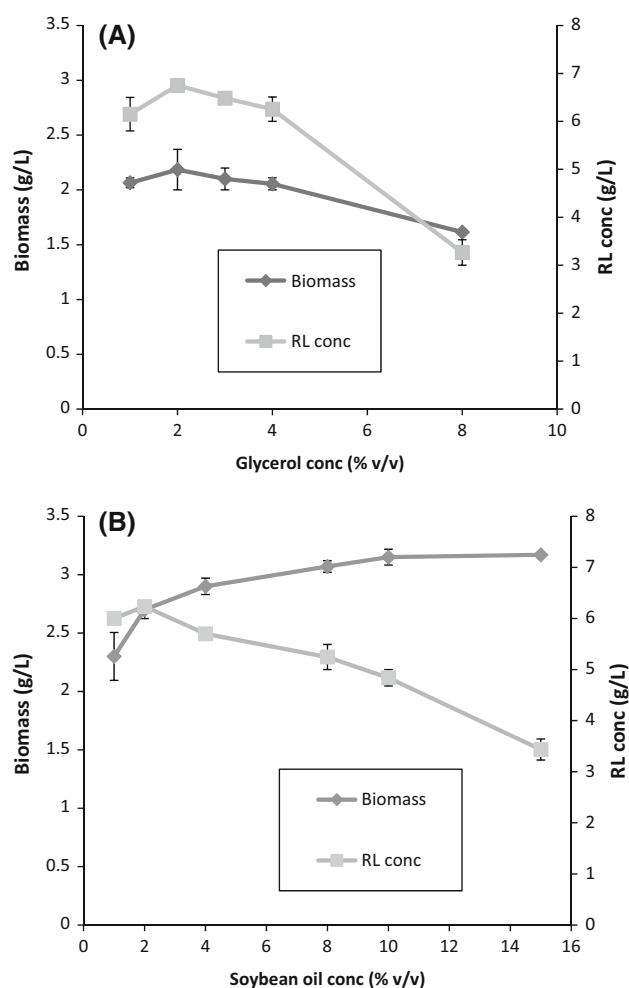 (A)
3.5
3
2.5
2
1.5
1
0.5
0
Biomass (g/L)
8
7
6
5
4
3
2
1
0
RL conc (g/L)
Biomass
RL conc
0 2 4 6 8 10
Glycerol conc (% v/v)
(B)
3.5
3
2.5
2
1.5
1
0.5
0
Biomass (g/L)
8
7
6
5
4
3
2
1
0
RL conc (g/L)
Biomass
RL conc
0 2 4 6 8 10 12 14 16
Soybean oil conc (% v/v)